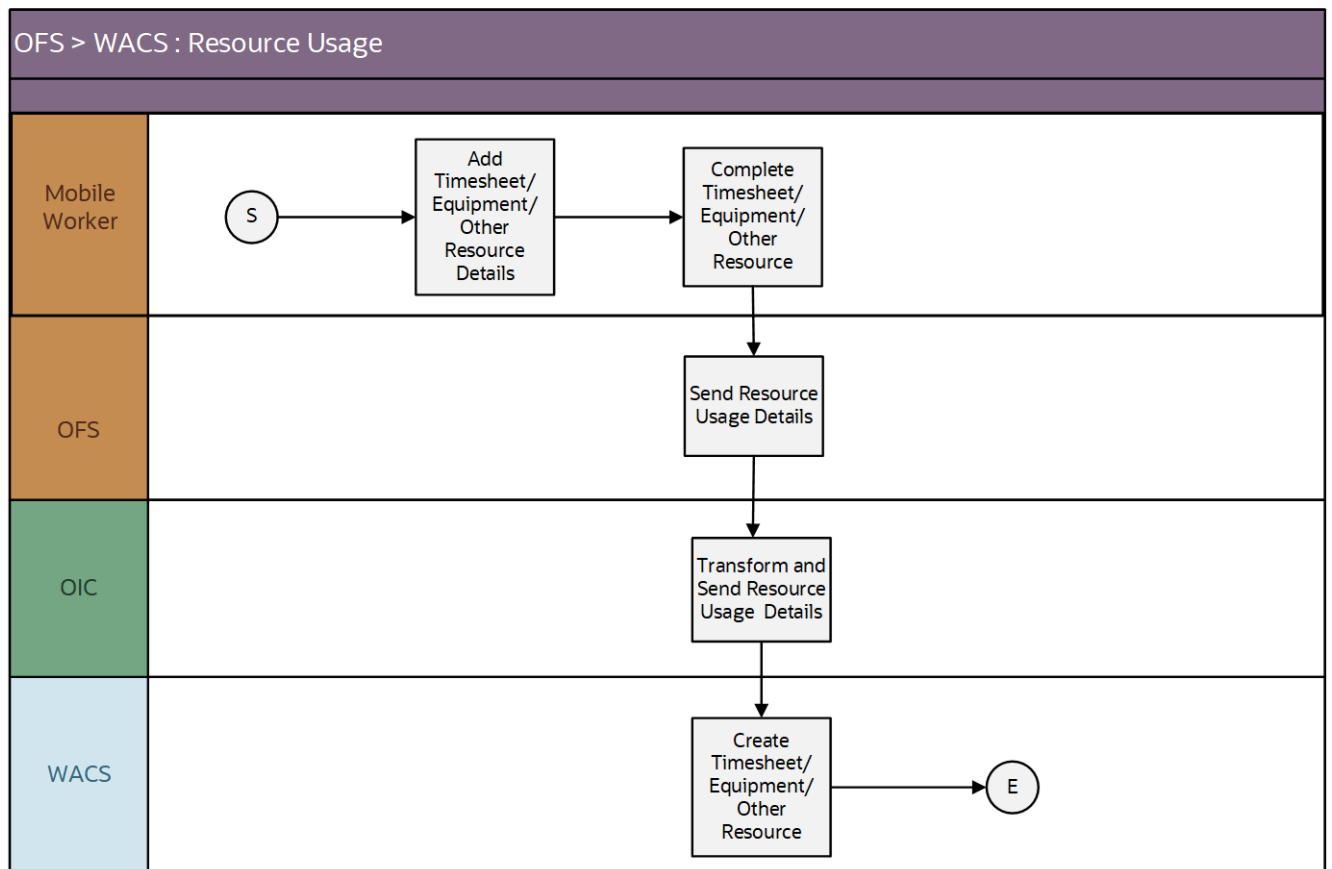 OFS > WACS : Resource Usage
Mobile
Worker
S
Add
Timesheet/
Equipment/
Other
Resource
Details
Complete
Timesheet/
Equipment/
Other
Resource
OFS
Send Resource
Usage Details
OIC
Transform and
Send Resource
Usage Details
WACS
Create
Timesheet/
Equipment/
Other
Resource
E